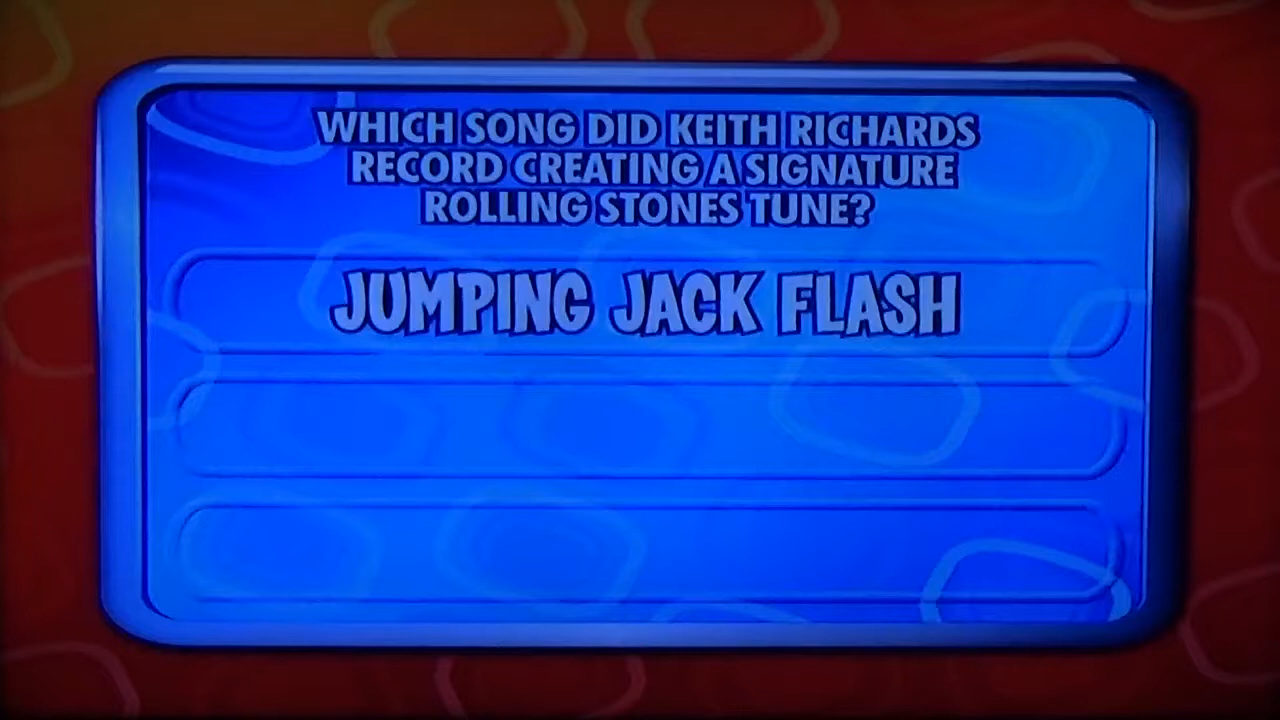 WHICH SONG DID KEITH RICHARDS
RECORD CREATING A SIGNATURE
ROLLING STONES TUNE?
JUMPING JACK FLASH